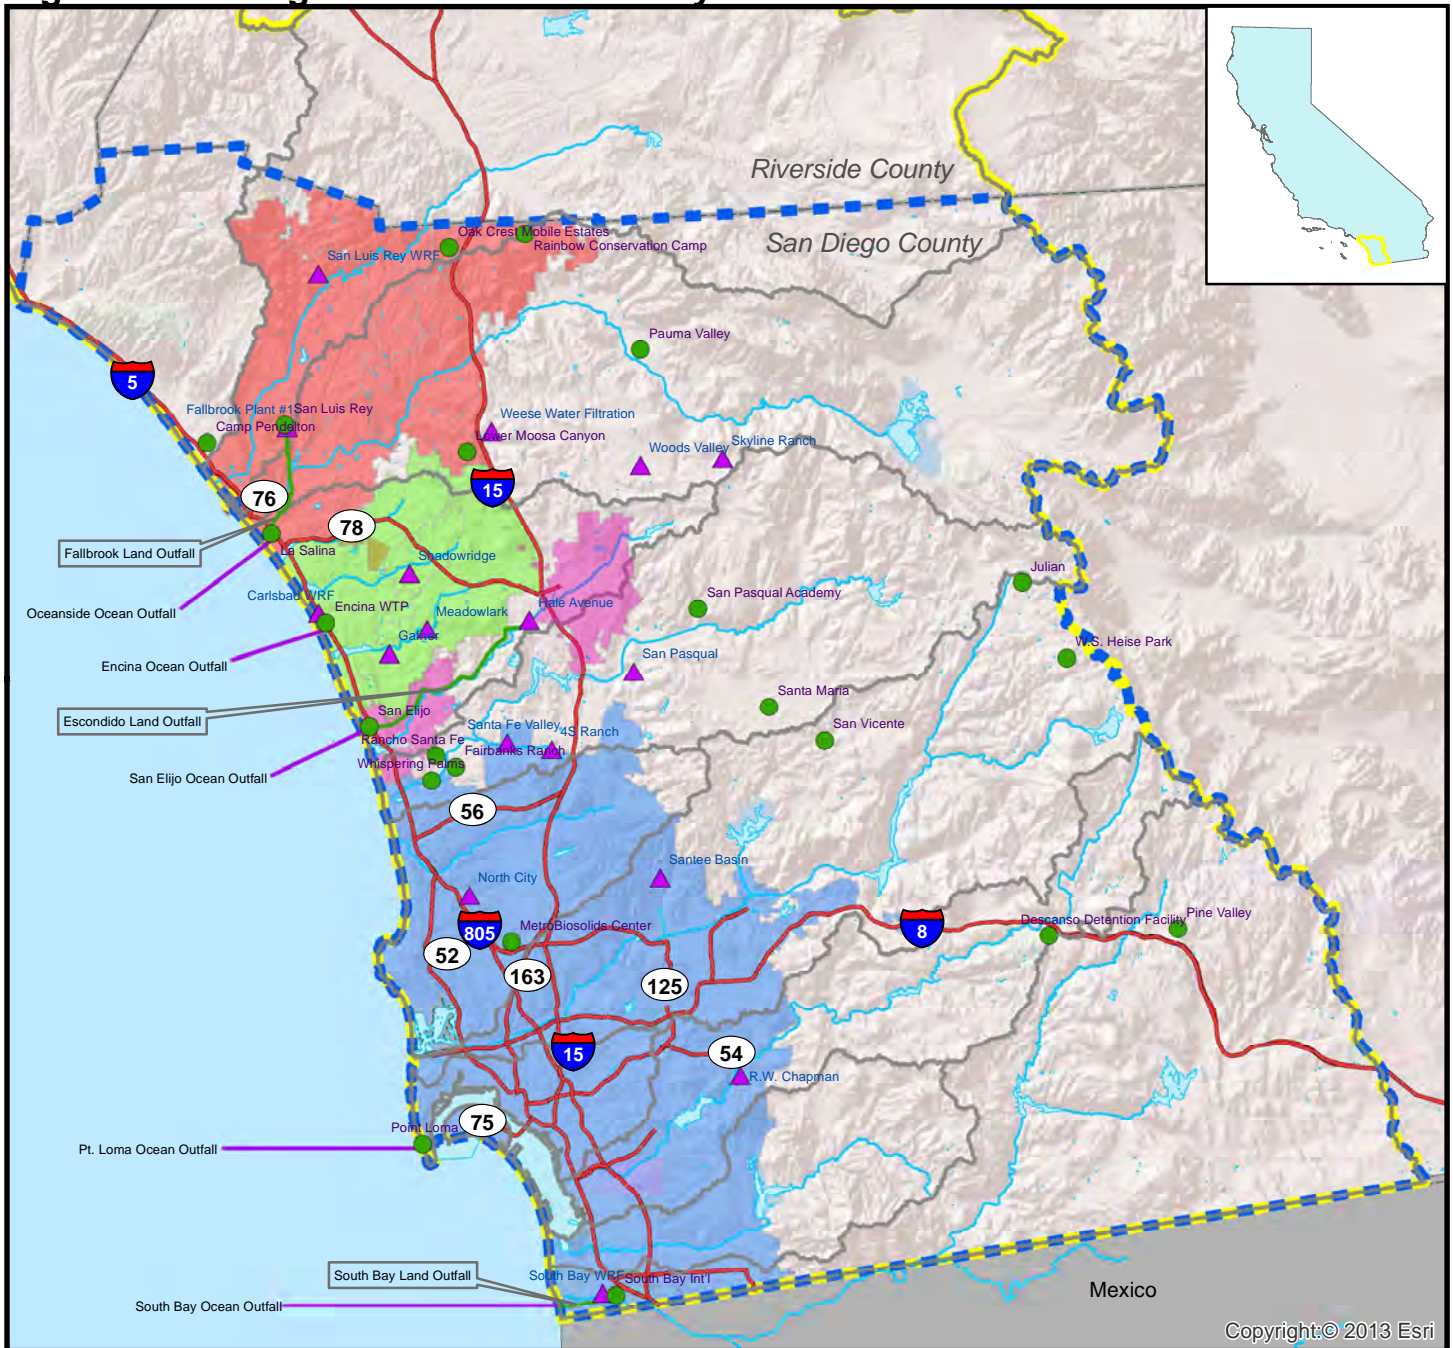 Riverside County
San Diego County
Oak Crest Mobile Estates
Rainbow Conservation Camp
San Luis Rey WRF
Pauma Valley
5
Fallbrook Plant #1
San Luis Rey
Camp Pendelton
Weese Water Filtration
Lower Moosa Canyon
Woods Valley
Skyline Ranch
15
76
78
Fallbrook Land Outfall
La Salina
Shadowridge
Julian
Carlsbad WRF
Encina WTP
Meadowlark
Hale Avenue
San Pasqual Academy
Oceanside Ocean Outfall
Gafner
W.S. Heise Park
San Pasqual
Encina Ocean Outfall
Santa Maria
Escondido Land Outfall
San Elijo
Santa Fe Valley
4S Ranch
San Vicente
Rancho Santa Fe
Fairbanks Ranch
Whispering Palms
San Elijo Ocean Outfall
56
Santee Basin
North City
805
MetroBiosolids Center
8
Descanso Detention Facility
Pine Valley
52
163
125
15
54
R.W. Chapman
75
Point Loma
Pt. Loma Ocean Outfall
South Bay Land Outfall
South Bay WRF
South Bay Int'l
South Bay Ocean Outfall
Mexico
Copyright:© 2013 Esri